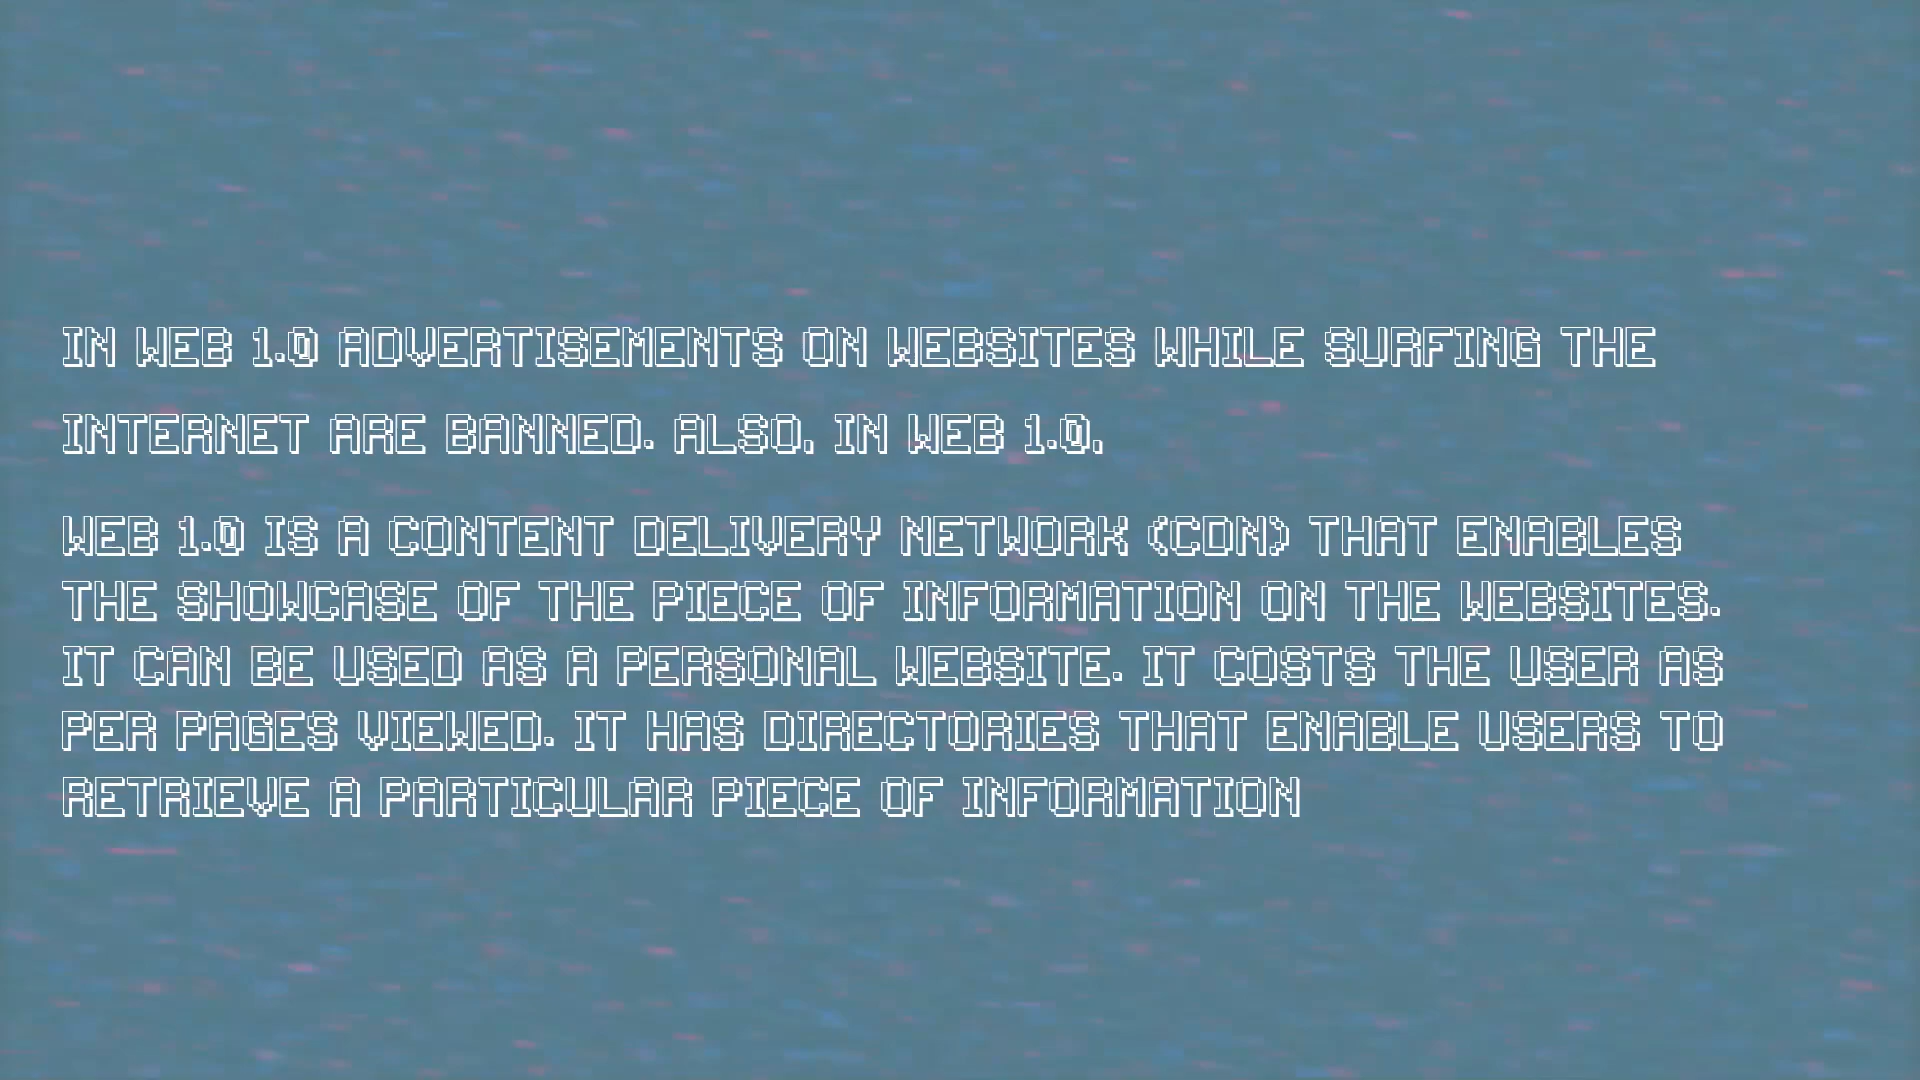 IN WEB 1.0 ADVERTISEMENTS ON WEBSITES WHILE SURFING THE
INTERNET ARE BANNED. ALSO, IN WEB 1.0,
WEB 1.0 IS A CONTENT DELIVERY NETWORK (CDN) THAT ENABLES
THE SHOWCASE OF THE PIECE OF INFORMATION ON THE WEBSITES.
IT CAN BE USED AS A PERSONAL WEBSITE. IT COSTS THE USER AS
PER PAGES VIEWED. IT HAS DIRECTORIES THAT ENABLE USERS TO
RETRIEVE A PARTICULAR PIECE OF INFORMATION